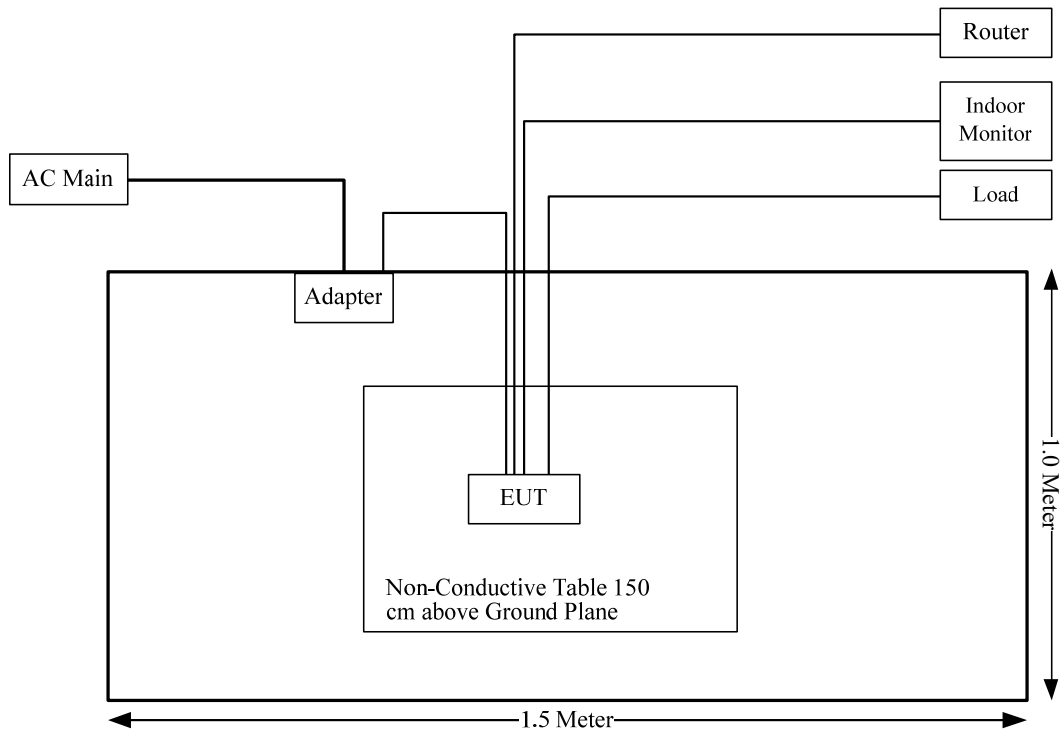 Router
Indoor
Monitor
AC Main
Load
Adapter
EUT
Non-Conductive Table 150
cm above Ground Plane
1.0 Meter
1.5 Meter